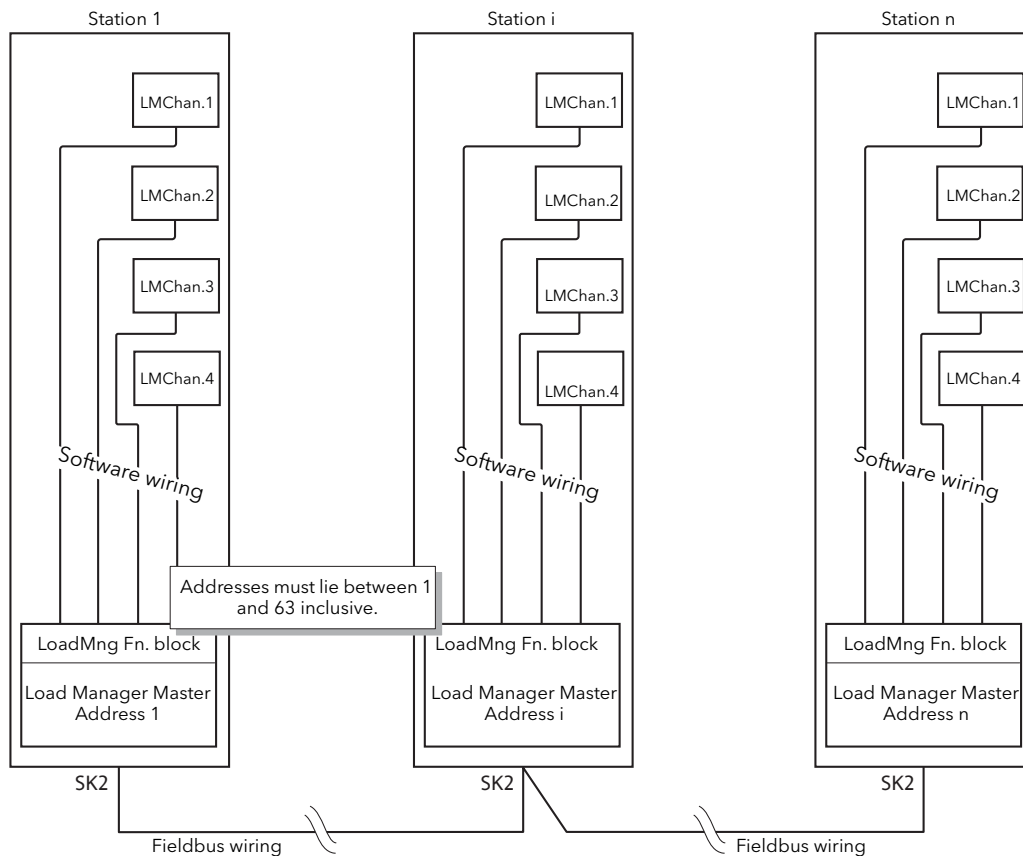 Station 1
LMChan.1
LMChan.2
LMChan.3
LMChan.4
Software wiring
LoadMng Fn. block
Load Manager Master
Address 1
SK2
Addresses must lie between 1
and 63 inclusive.
Station i
LMChan.1
LMChan.2
LMChan.3
LMChan.4
Software wiring
LoadMng Fn. block
Load Manager Master
Address i
SK2
Station n
LMChan.1
LMChan.2
LMChan.3
LMChan.4
Software wiring
LoadMng Fn. block
Load Manager Master
Address n
SK2
Fieldbus wiring
Fieldbus wiring